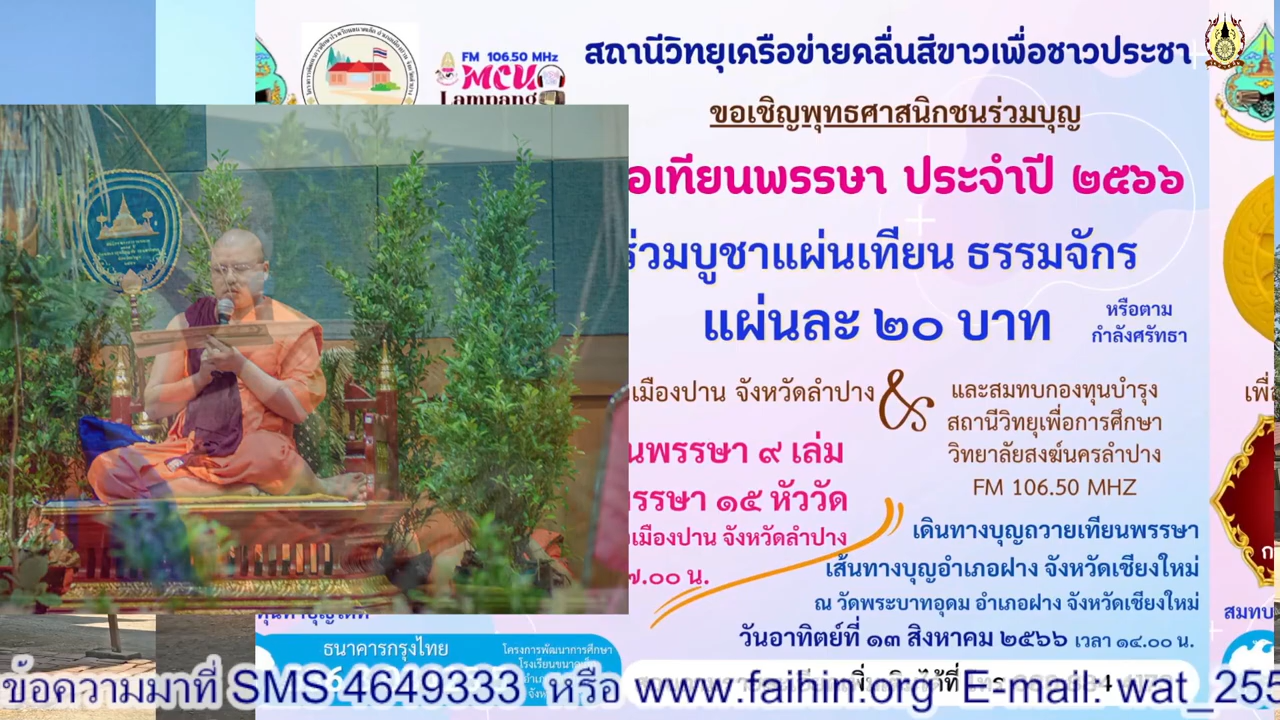 FM 106.50 MHz
MCU
Lampang
สถานีวิทยุเครือข่ายคลื่นสีขาวเพื่อชาวประชา
ขอเชิญพุทธศาสนิกชนร่วมบุญ
อเทียนพรรษา ประจำปี ๒๕๖๖
ร่วมบูชาแผ่นเทียน ธรรมจักร
แผ่นละ ๒๐ บาท
หรือตาม
กำลังศรัทธา
เมืองปาน จังหวัดลำปาง
&
และสมทบกองทุนบำรุง
สถานีวิทยุเพื่อการศึกษา
วิทยาลัยสงฆ์นครลำปาง
FM 106.50 MHZ
นพรรษา ๙ เล่ม
พรรษา ๑๕ หัววัด
เมืองปาน จังหวัดลำปาง
๗.๐๐ น.
เดินทางบุญถวายเทียนพรรษา
เส้นทางบุญอำเภอฝาง จังหวัดเชียงใหม่
ณ วัดพระบาทอุดม อำเภอฝาง จังหวัดเชียงใหม่
วันอาทิตย์ที่ ๑๓ สิงหาคม ๒๕๖๖ เวลา ๑๔.๐๐ น.
เพื่
สมทบ
ธนาคารกรุงไทย
โครงการพัฒนาการศึกษา
ข้อความมาที่ SMS 4649333 หรือ www.faihin.org E-mail: wat_255